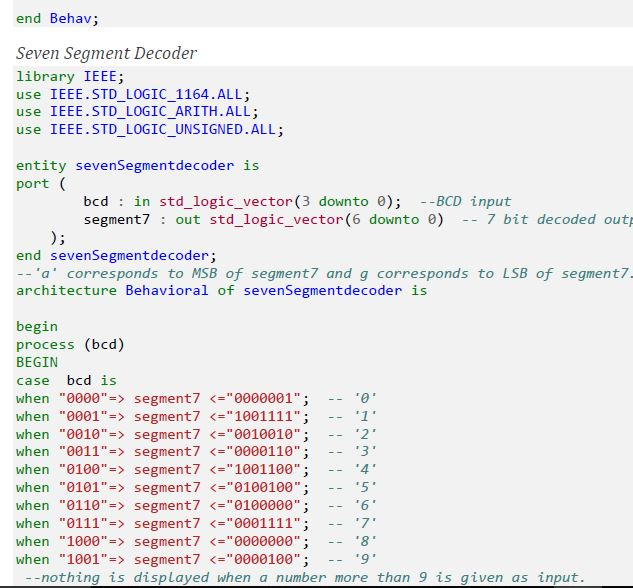 end Behav;
Seven Segment Decoder
library IEEE;
use IEEE.STD_LOGIC_1164.ALL;
use IEEE.STD_LOGIC_ARITH.ALL;
use IEEE.STD_LOGIC_UNSIGNED.ALL;
entity sevenSegmentdecoder is
port (
bcd : in std_logic_vector(3 downto 0);  --BCD input
segment7 : out std_logic_vector(6 downto 0)  -- 7 bit decoded outp
);
end sevenSegmentdecoder;
--'a' corresponds to MSB of segment7 and g corresponds to LSB of segment7.
architecture Behavioral of sevenSegmentdecoder is
begin
process (bcd)
BEGIN
case  bcd is
when "0000"=> segment7 <="0000001";  -- '0'
when "0001"=> segment7 <="1001111";  -- '1'
when "0010"=> segment7 <="0010010";  -- '2'
when "0011"=> segment7 <="0000110";  -- '3'
when "0100"=> segment7 <="1001100";  -- '4'
when "0101"=> segment7 <="0100100";  -- '5'
when "0110"=> segment7 <="0100000";  -- '6'
when "0111"=> segment7 <="0001111";  -- '7'
when "1000"=> segment7 <="0000000";  -- '8'
when "1001"=> segment7 <="0000100";  -- '9'
--nothing is displayed when a number more than 9 is given as input.